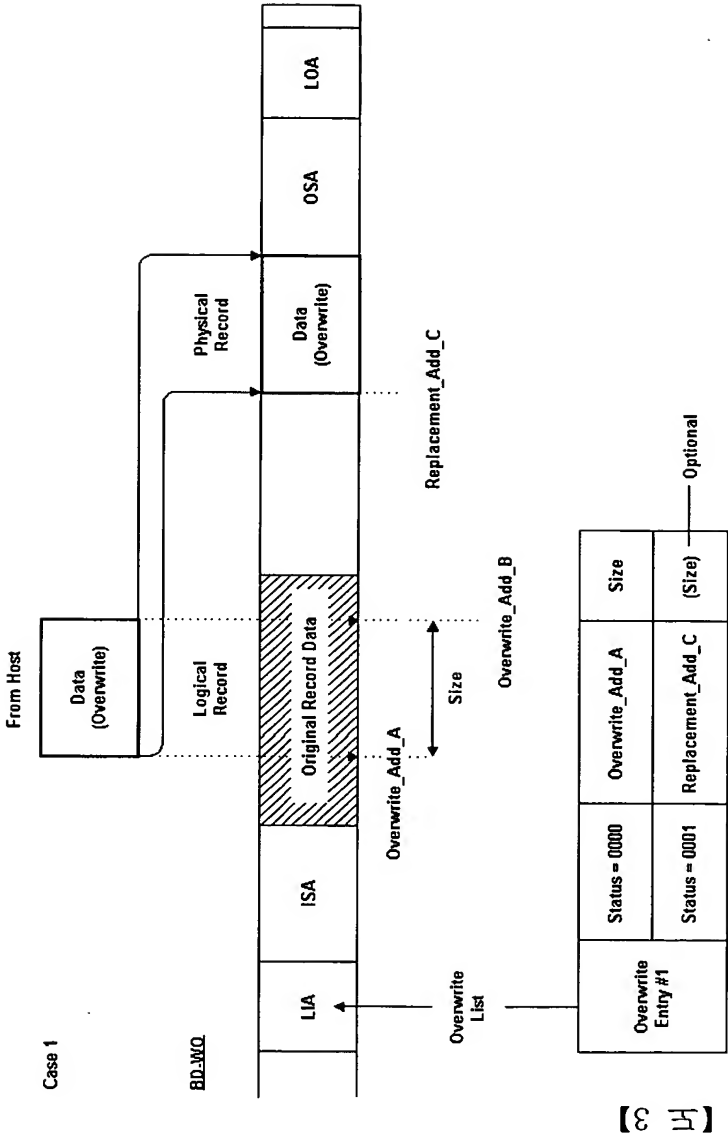 【도 3】
Case 1
From Host
Data
(Overwrite)
BD-WO
Logical
Record
Physical
Record
LIA
ISA
Original Record Data
Data
(Overwrite)
OSA
LOA
Overwrite_Add_A
Size
Overwrite_Add_B
Replacement_Add_C
Overwrite
List
Overwrite
Entry #1
Status = 0000
Overwrite_Add_A
Size
Status = 0001
Replacement_Add_C
(Size)
Optional